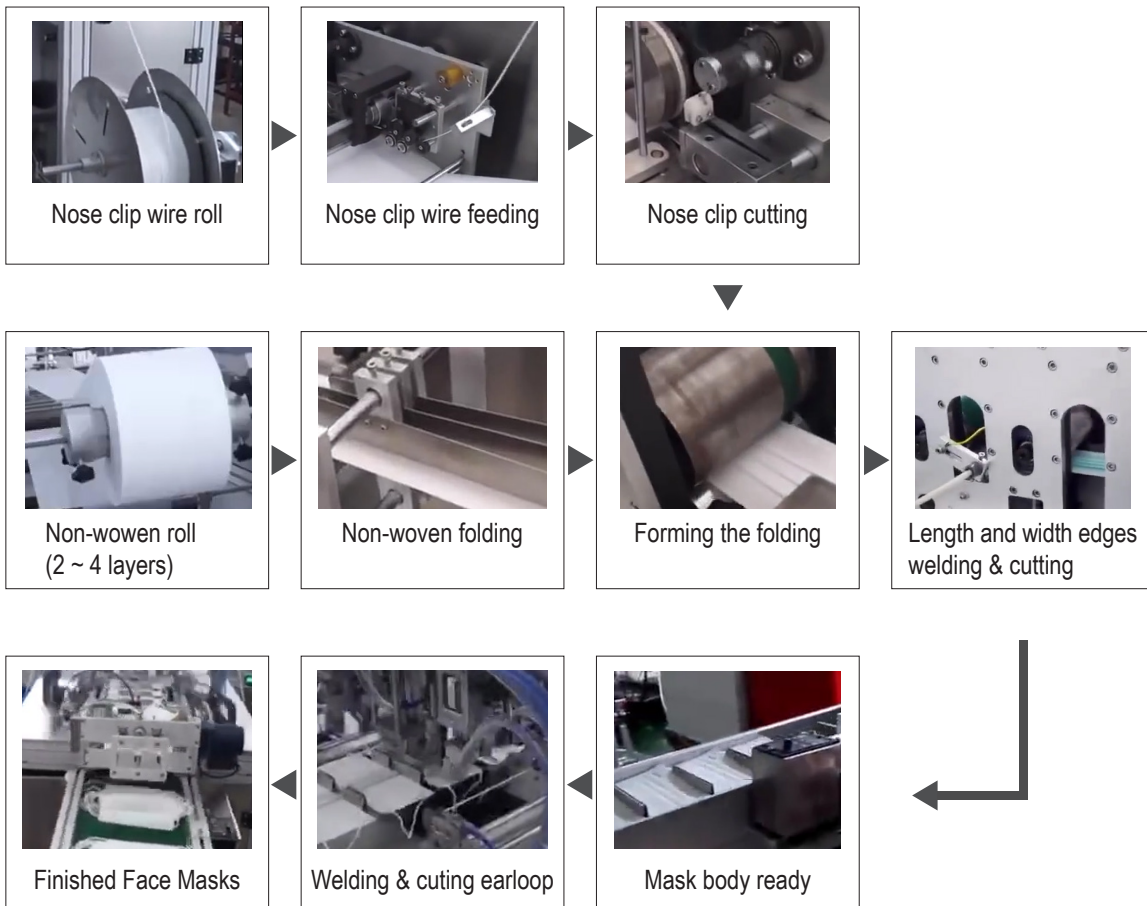 Nose clip wire roll
Nose clip wire feeding
Nose clip cutting
Non-wowen roll
(2 ~ 4 layers)
Non-woven folding
Forming the folding
Length and width edges
welding & cutting
Finished Face Masks
Welding & cuting earloop
Mask body ready